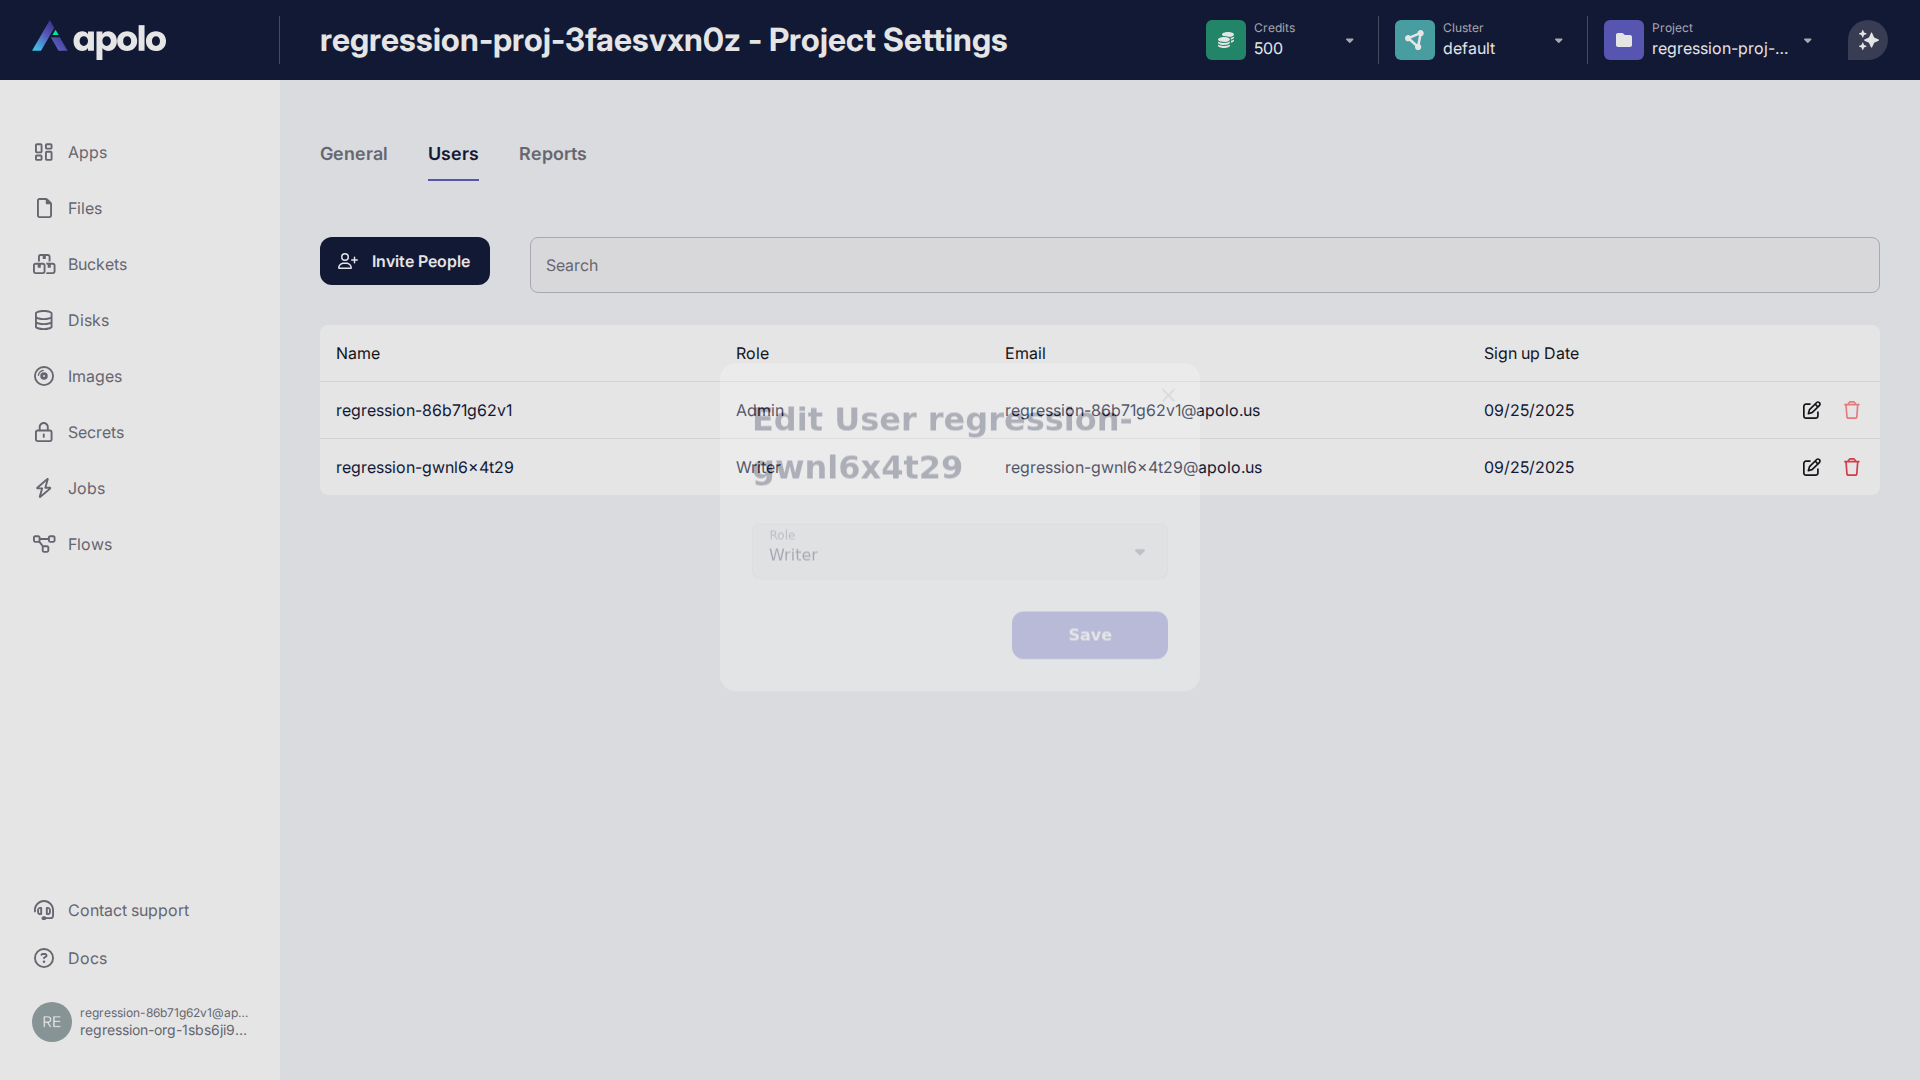 apolo
regression-proj-3faesvxn0z - Project Settings
Credits
500
Cluster
default
Project
regression-proj-...
Apps
Files
Buckets
Disks
Images
Secrets
Jobs
Flows
General Users Reports
Invite People
Search
Name Role Email Sign up Date
regression-86b71g62v1 Admin regression-86b71g62v1@apolo.us 09/25/2025
regression-gwnl6x4t29 Writer regression-gwnl6x4t29@apolo.us 09/25/2025
Edit User regression-
gwnl6x4t29
Role
Writer
Save
Contact support
Docs
RE
regression-86b71g62v1@ap...
regression-org-1sbs6ji9...